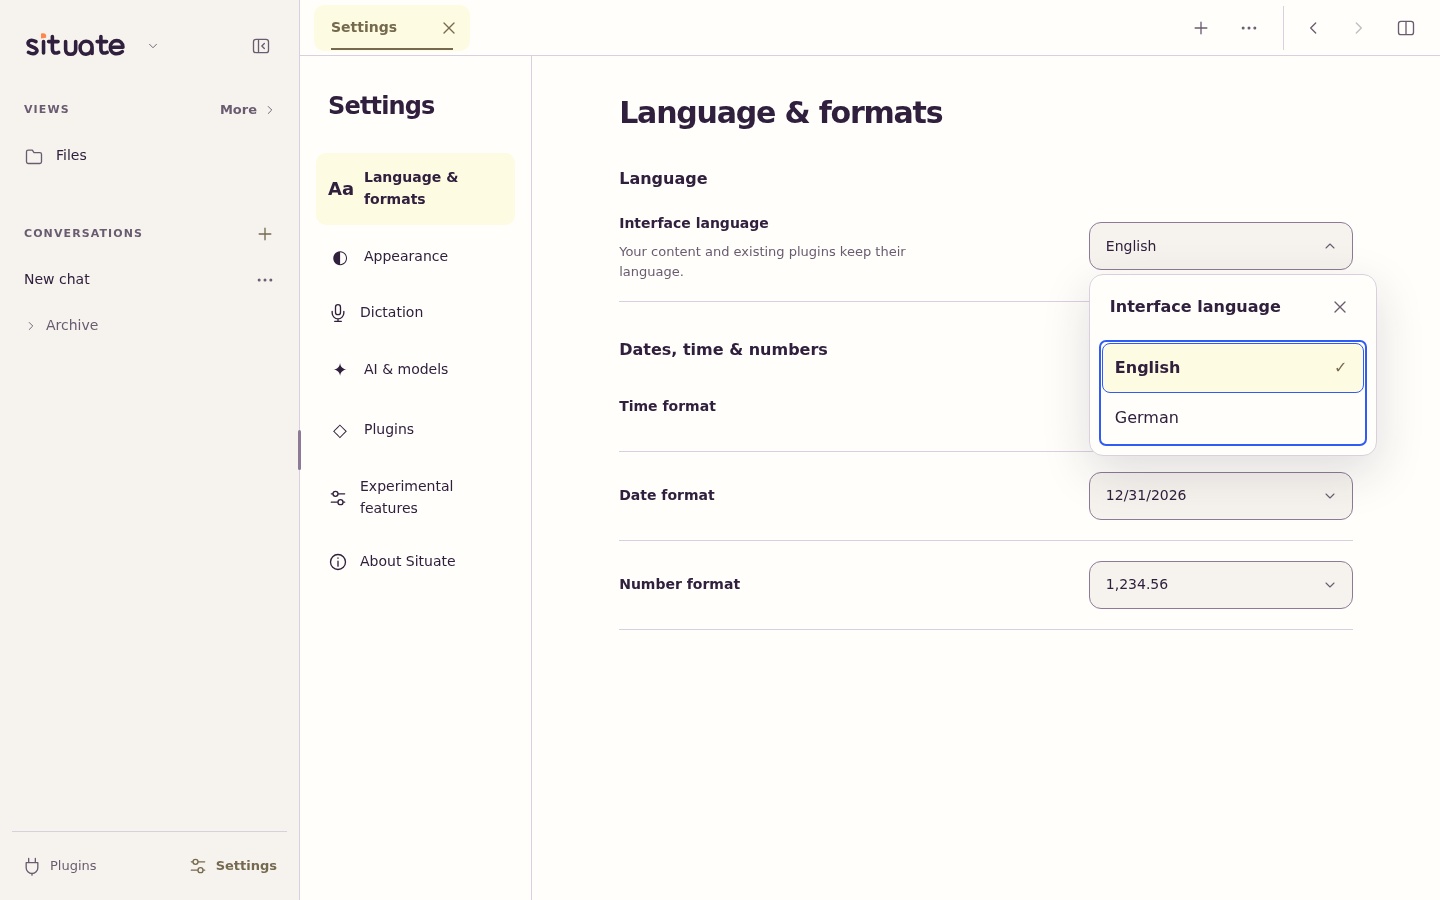 situate
VIEWS
More
Files
CONVERSATIONS
New chat
Archive
Plugins
Settings
Settings
Settings
Aa
Language &
formats
Appearance
Dictation
AI & models
Plugins
Experimental
features
About Situate
Language & formats
Language
Interface language
Your content and existing plugins keep their
language.
English
Interface language
English ✓
German
Dates, time & numbers
Time format
Date format
12/31/2026
Number format
1,234.56